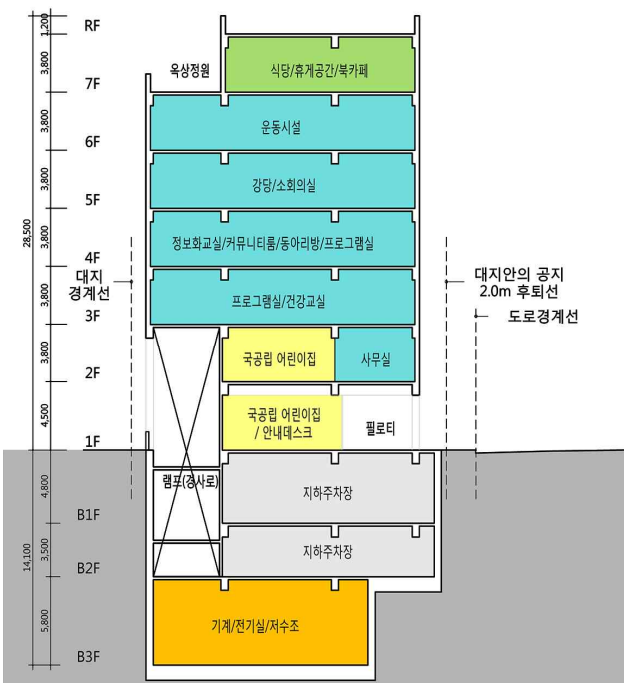 1,200
RF
3,800
옥상정원
식당/휴게공간/북카페
7F
3,800
운동시설
6F
3,800
강당/소회의실
5F
28,500
3,800
정보화교실/커뮤니티룸/동아리방/프로그램실
4F
대지
경계선
대지안의 공지
2.0m 후퇴선
3,800
프로그램실/건강교실
3F
도로경계선
3,800
국공립 어린이집
사무실
2F
4,500
국공립 어린이집
/ 안내데스크
필로티
1F
4,800
램프(경사로)
지하주차장
B1F
14,100
3,500
지하주차장
B2F
5,800
기계/전기실/저수조
B3F